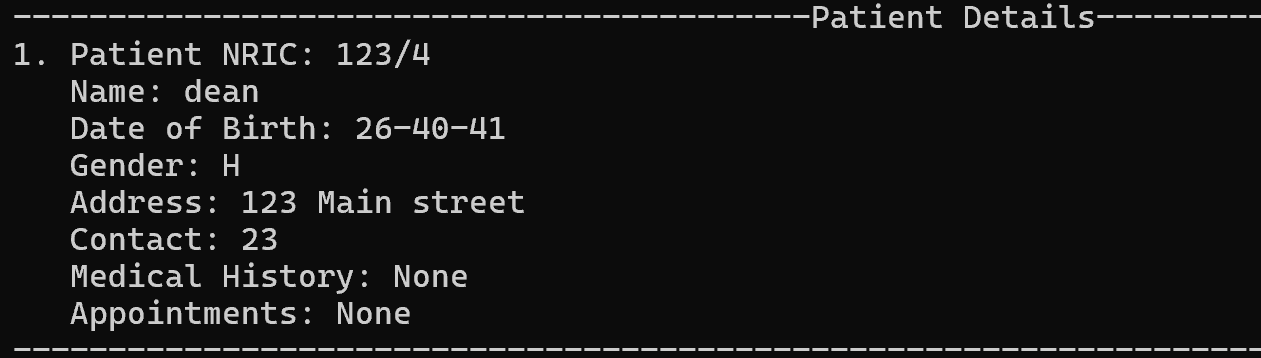 ------------------------------------------Patient Details---------
1. Patient NRIC: 123/4
Name: dean
Date of Birth: 26-40-41
Gender: H
Address: 123 Main street
Contact: 23
Medical History: None
Appointments: None
------------------------------------------------------------------